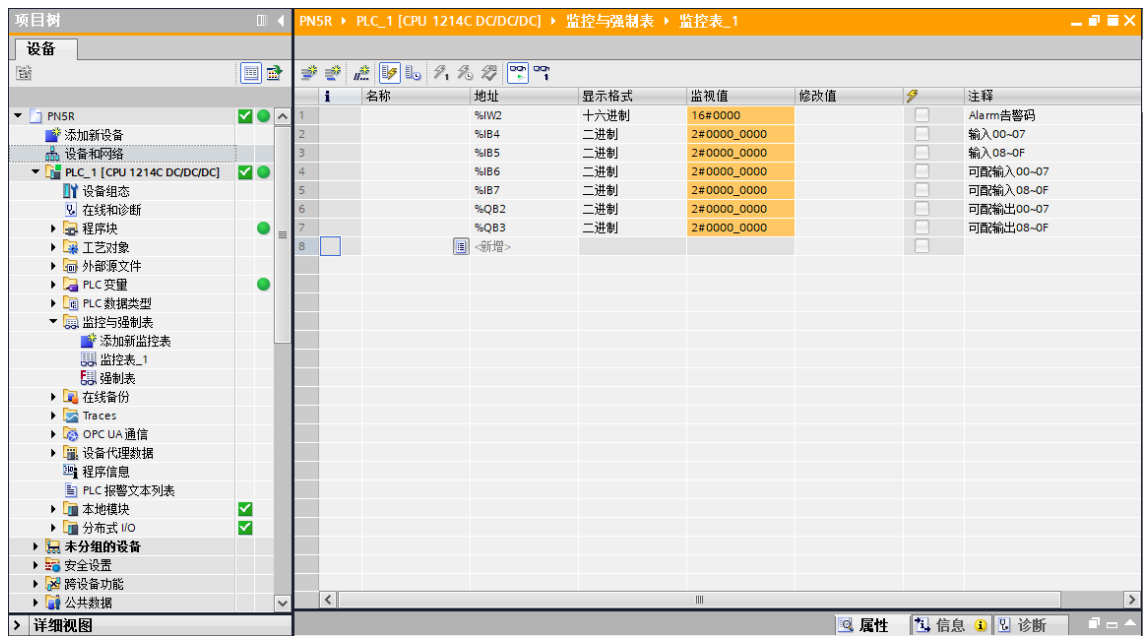 项目树
PN5R ▸ PLC_1 [CPU 1214C DC/DC/DC] ▸ 监控与强制表 ▸ 监控表_1
设备
i 名称 地址 显示格式 监视值 修改值 注释
1 %IW2 十六进制 16#0000 Alarm告警码
2 %IB4 二进制 2#0000_0000 输入00~07
3 %IB5 二进制 2#0000_0000 输入08~0F
4 %IB6 二进制 2#0000_0000 可配输入00~07
5 %IB7 二进制 2#0000_0000 可配输入08~0F
6 %QB2 二进制 2#0000_0000 可配输出00~07
7 %QB3 二进制 2#0000_0000 可配输出08~0F
8 <新增>
PN5R
添加新设备
设备和网络
PLC_1 [CPU 1214C DC/DC/DC]
设备组态
在线和诊断
程序块
工艺对象
外部源文件
PLC 变量
PLC 数据类型
监控与强制表
添加新监控表
监控表_1
强制表
在线备份
Traces
OPC UA 通信
设备代理数据
程序信息
PLC 报警文本列表
本地模块
分布式 I/O
未分组的设备
安全设置
跨设备功能
公共数据
详细视图
属性 信息 诊断